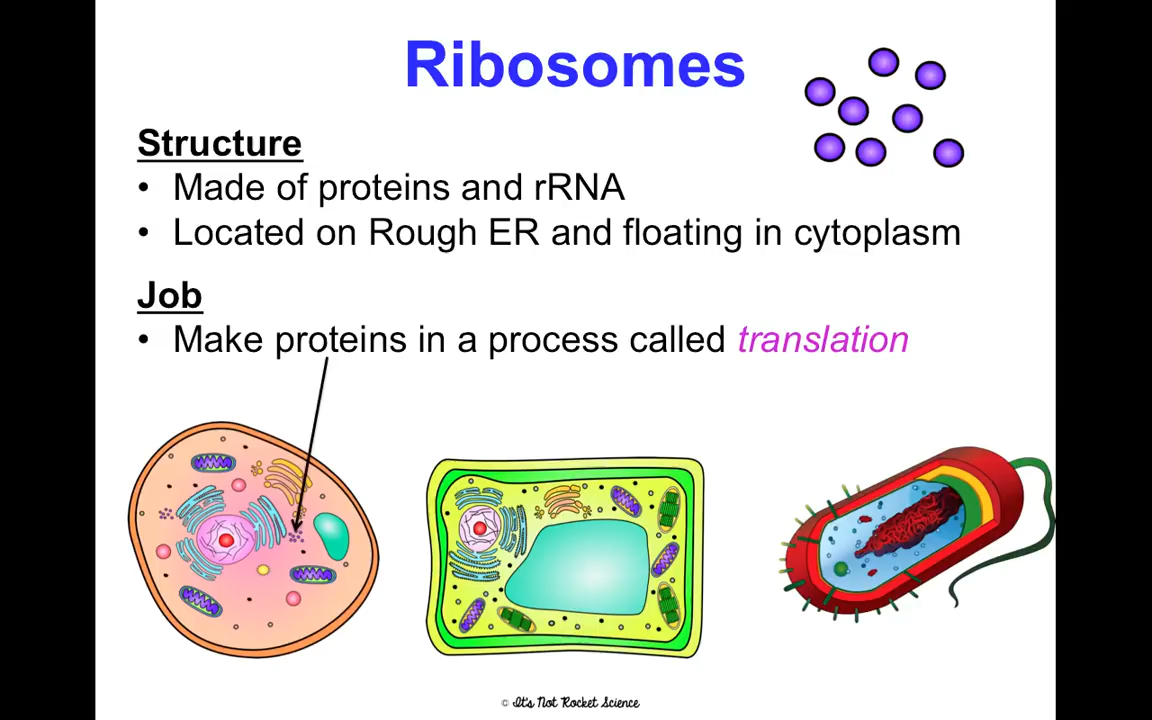 Ribosomes
Structure
• Made of proteins and rRNA
• Located on Rough ER and floating in cytoplasm
Job
• Make proteins in a process called translation
© It's Not Rocket Science